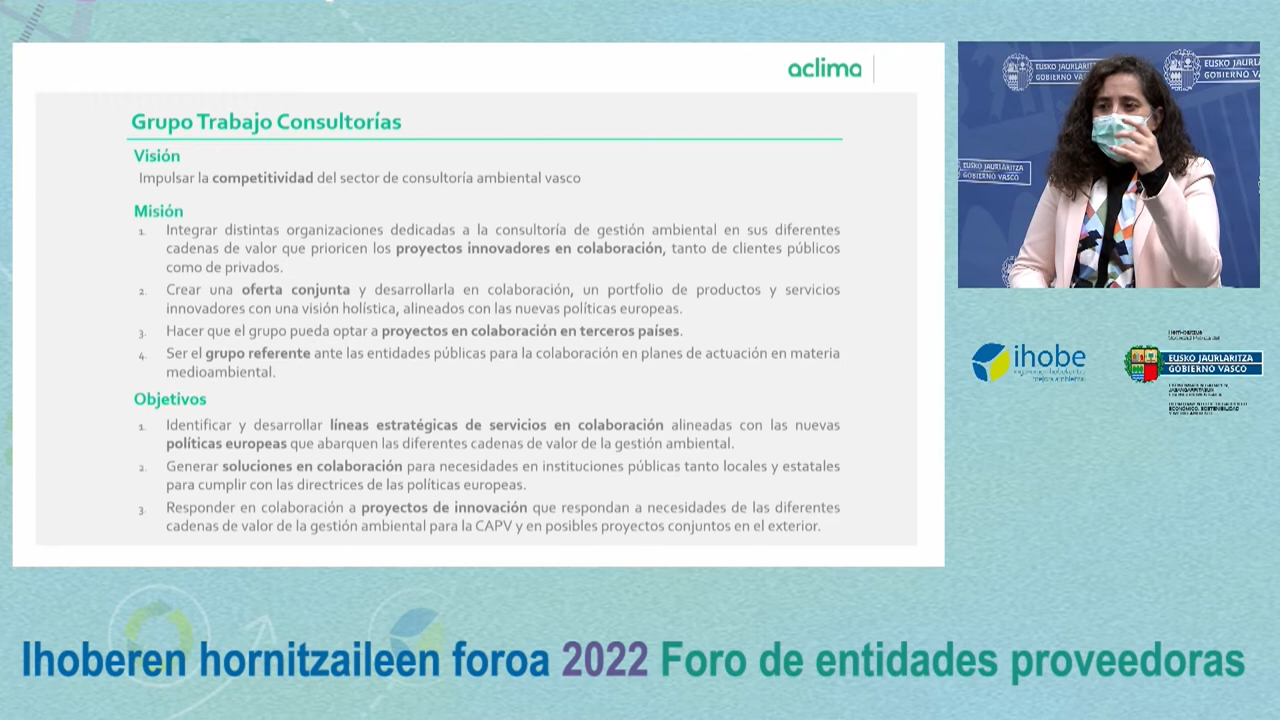 aclima
Grupo Trabajo Consultorías
Visión
Impulsar la competitividad del sector de consultoría ambiental vasco
Misión
1. Integrar distintas organizaciones dedicadas a la consultoría de gestión ambiental en sus diferentes
cadenas de valor que prioricen los proyectos innovadores en colaboración, tanto de clientes públicos
como de privados.
2. Crear una oferta conjunta y desarrollarla en colaboración, un portfolio de productos y servicios
innovadores con una visión holística, alineados con las nuevas políticas europeas.
3. Hacer que el grupo pueda optar a proyectos en colaboración en terceros países.
4. Ser el grupo referente ante las entidades públicas para la colaboración en planes de actuación en materia
medioambiental.
Objetivos
1. Identificar y desarrollar líneas estratégicas de servicios en colaboración alineadas con las nuevas
políticas europeas que abarquen las diferentes cadenas de valor de la gestión ambiental.
2. Generar soluciones en colaboración para necesidades en instituciones públicas tanto locales y estatales
para cumplir con las directrices de las políticas europeas.
3. Responder en colaboración a proyectos de innovación que respondan a necesidades de las diferentes
cadenas de valor de la gestión ambiental para la CAPV y en posibles proyectos conjuntos en el exterior.
EUSKO JAURLARITZA
GOBIERNO VASCO
EUSKO JAURLARITZA
GOBIERNO VASCO
EUSKO JAURLARITZA
GOBIERNO VASCO
ihobe
mejora ambiental
EUSKO JAURLARITZA
GOBIERNO VASCO
Ihoberen hornitzaileen foroa 2022 Foro de entidades proveedoras